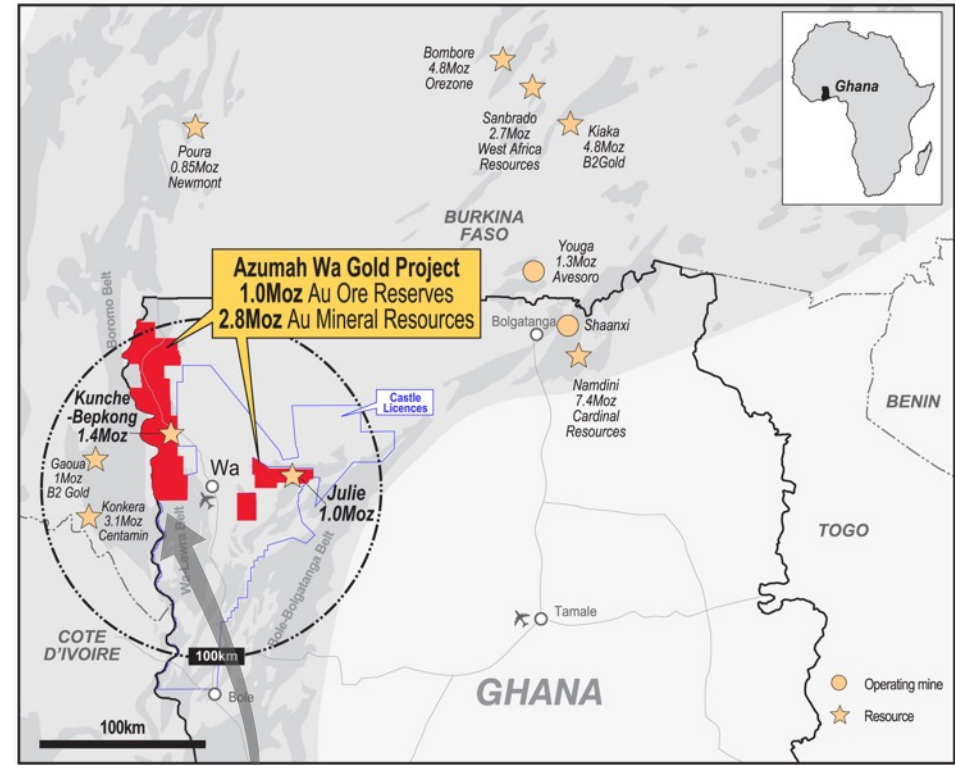 Bombore
4.8Moz
Orezone
Sanbrado
2.7Moz
West Africa
Resources
Kiaka
4.8Moz
B2Gold
Poura
0.85Moz
Newmont
Ghana
BURKINA
FASO
Youga
1.3Moz
Avesoro
Azumah Wa Gold Project
1.0Moz Au Ore Reserves
2.8Moz Au Mineral Resources
Boromo Belt
Bolgatanga
Shaanxi
Namdini
7.4Moz
Cardinal
Resources
BENIN
Castle
Licences
Kunche
-Bepkong
1.4Moz
Gaoua
1Moz
B2 Gold
Wa
Julie
1.0Moz
Konkera
3.1Moz
Centamin
Wa-Lawra Belt
Bole-Bolgatanga Belt
TOGO
Tamale
COTE
D'IVOIRE
100km
Bole
GHANA
Operating mine
Resource
100km